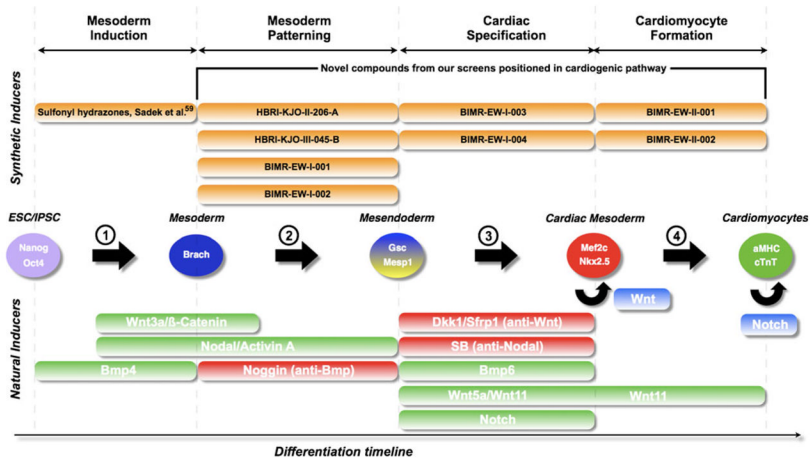 Mesoderm Induction
Mesoderm Patterning
Cardiac Specification
Cardiomyocyte Formation
Novel compounds from our screens positioned in cardiogenic pathway
Synthetic Inducers
Sulfonyl hydrazones, Sadek et al.59
HBRI-KJO-II-206-A
BIMR-EW-I-003
BIMR-EW-II-001
HBRI-KJO-III-045-B
BIMR-EW-I-004
BIMR-EW-II-002
BIMR-EW-I-001
BIMR-EW-I-002
ESC/IPSC
Mesoderm
Mesendoderm
Cardiac Mesoderm
Cardiomyocytes
1
2
3
4
Nanog
Oct4
Brach
Gsc
Mesp1
Mef2c
Nkx2.5
aMHC
cTnT
Natural Inducers
Wnt
Wnt3a/ß-Catenin
Dkk1/Sfrp1 (anti-Wnt)
Notch
Nodal/Activin A
SB (anti-Nodal)
Bmp4
Noggin (anti-Bmp)
Bmp6
Wnt5a/Wnt11
Wnt11
Notch
Differentiation timeline